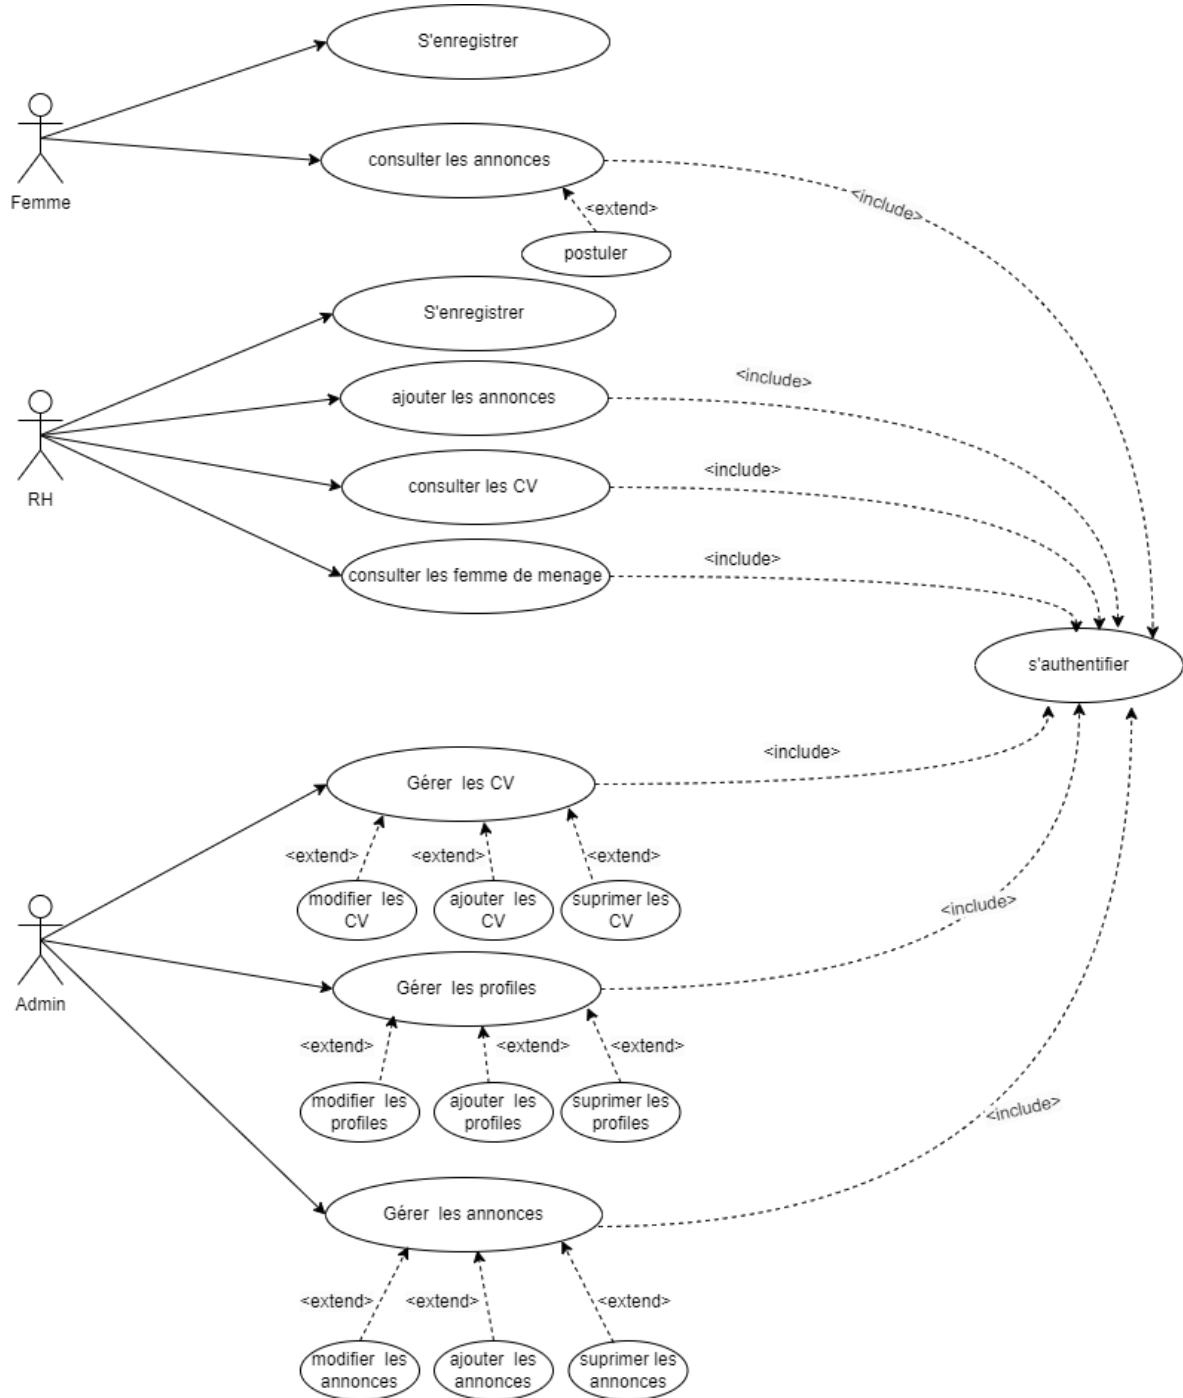 S'enregistrer
consulter les annonces
<include>
Femme
<extend>
postuler
S'enregistrer
<include>
ajouter les annonces
<include>
consulter les CV
RH
<include>
consulter les femme de menage
s'authentifier
<include>
Gérer les CV
<extend>
<extend>
<extend>
modifier les
CV
ajouter les
CV
suprimer les
CV
<include>
Admin
Gérer les profiles
<extend>
<extend>
<extend>
modifier les
profiles
ajouter les
profiles
suprimer les
profiles
<include>
Gérer les annonces
<extend>
<extend>
<extend>
modifier les
annonces
ajouter les
annonces
suprimer les
annonces